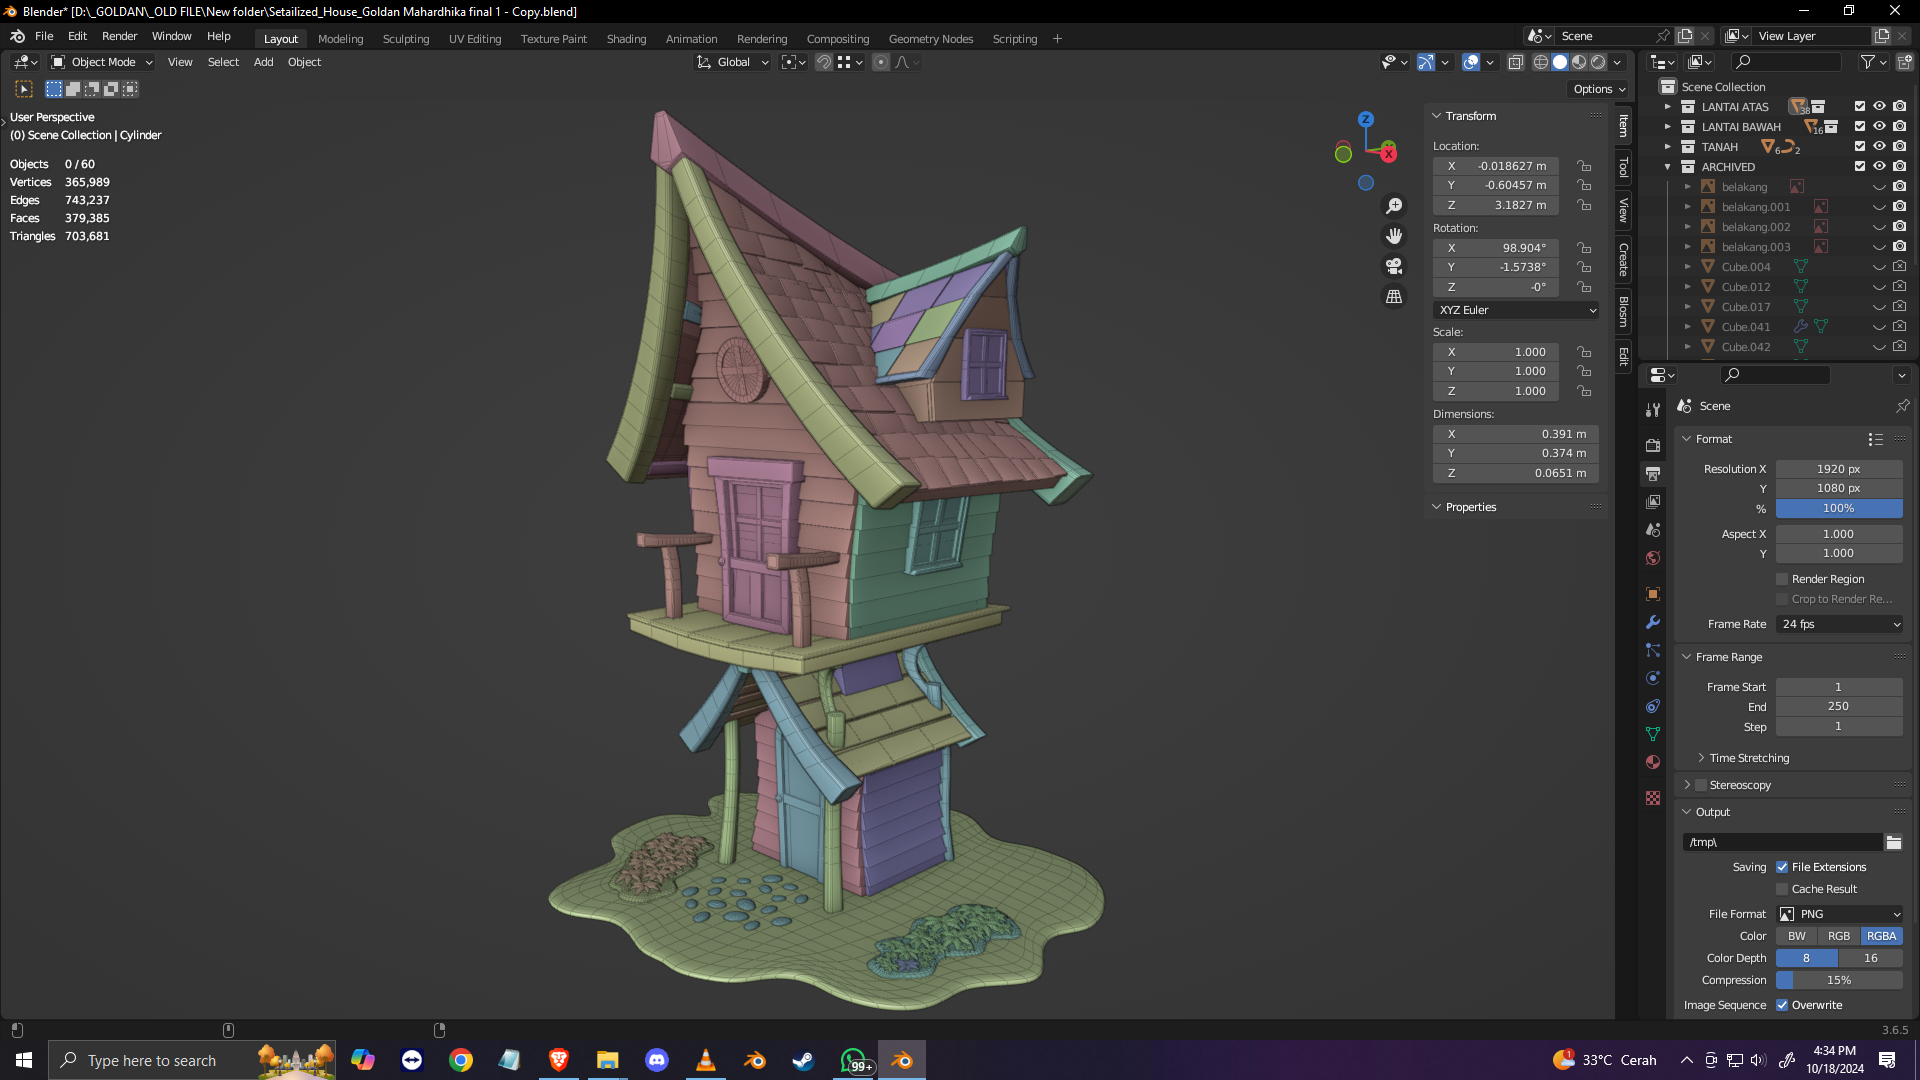 Blender* [D:\_GOLDAN\_OLD FILE\New folder\Setailized_House_Goldan Mahardhika final 1 - Copy.blend]
File Edit Render Window Help Layout Modeling Sculpting UV Editing Texture Paint Shading Animation Rendering Compositing Geometry Nodes Scripting + Scene View Layer
Object Mode View Select Add Object Global
Options
User Perspective
(0) Scene Collection | Cylinder
Objects 0 / 60
Vertices 365,989
Edges 743,237
Faces 379,385
Triangles 703,681
Z
X
Transform
Location:
X -0.018627 m
Y -0.60457 m
Z 3.1827 m
Rotation:
X 98.904°
Y -1.5738°
Z -0°
XYZ Euler
Scale:
X 1.000
Y 1.000
Z 1.000
Dimensions:
X 0.391 m
Y 0.374 m
Z 0.0651 m
Properties
Item
Tool
View
Create
Blosm
Edit
Scene Collection
LANTAI ATAS 38
LANTAI BAWAH 16
TANAH 6 2
ARCHIVED
belakang
belakang.001
belakang.002
belakang.003
Cube.004
Cube.012
Cube.017
Cube.041
Cube.042
Scene
Format
Resolution X 1920 px
Y 1080 px
% 100%
Aspect X 1.000
Y 1.000
Render Region
Crop to Render Re...
Frame Rate 24 fps
Frame Range
Frame Start 1
End 250
Step 1
Time Stretching
Stereoscopy
Output
/tmp\
Saving File Extensions
Cache Result
File Format PNG
Color BW RGB RGBA
Color Depth 8 16
Compression 15%
Image Sequence Overwrite
3.6.5
Type here to search
99+
1
33°C Cerah
4:34 PM
10/18/2024